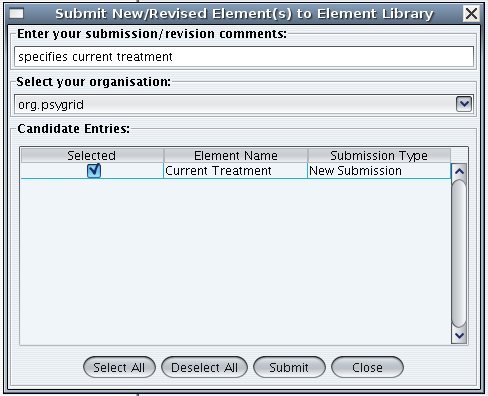 Submit New/Revised Element(s) to Element Library
Enter your submission/revision comments:
specifies current treatment
Select your organisation:
org.psygrid
Candidate Entries:
Selected Element Name Submission Type
Current Treatment New Submission
Select All Deselect All Submit Close